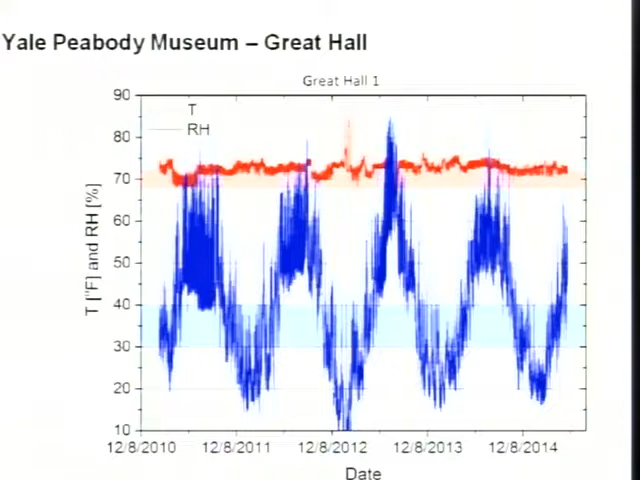 Yale Peabody Museum – Great Hall
Great Hall 1
T
RH
90
80
70
60
50
40
30
20
10
T [°F] and RH [%]
12/8/2010 12/8/2011 12/8/2012 12/8/2013 12/8/2014
Date